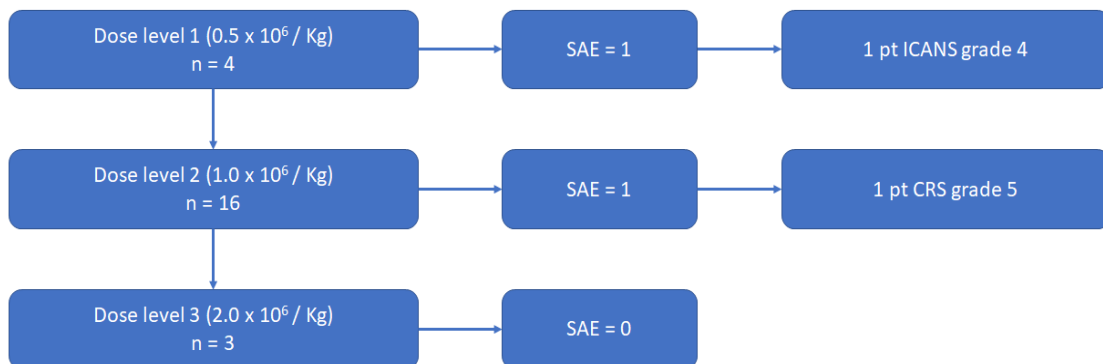 Dose level 1 (0.5 x 10⁶ / Kg)
n = 4
SAE = 1
1 pt ICANS grade 4
Dose level 2 (1.0 x 10⁶ / Kg)
n = 16
SAE = 1
1 pt CRS grade 5
Dose level 3 (2.0 x 10⁶ / Kg)
n = 3
SAE = 0